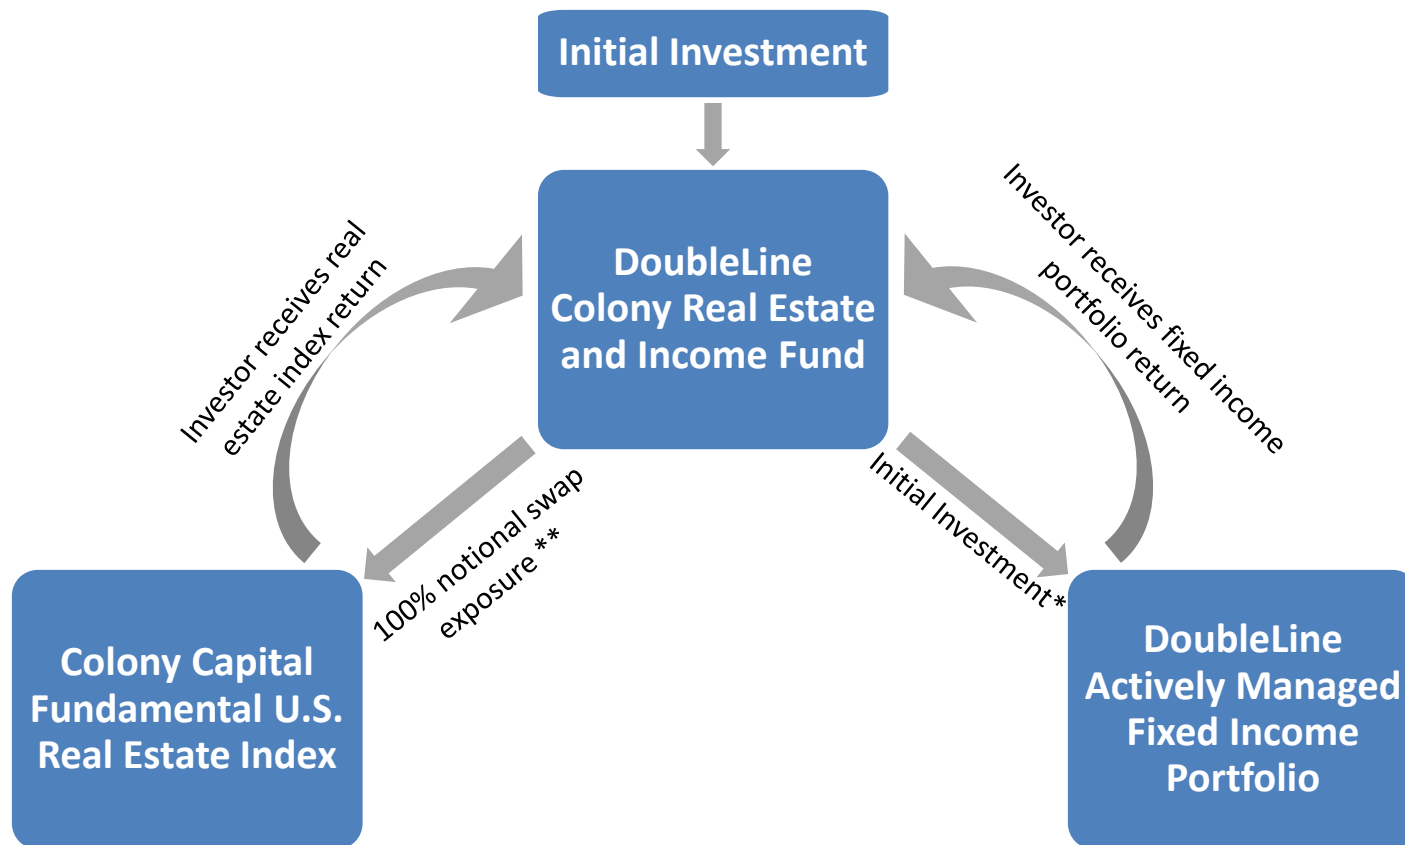 Initial Investment
DoubleLine
Colony Real Estate
and Income Fund
Investor receives real
estate index return
Investor receives fixed income
portfolio return
100% notional swap
exposure **
Initial Investment*
Colony Capital
Fundamental U.S.
Real Estate Index
DoubleLine
Actively Managed
Fixed Income
Portfolio